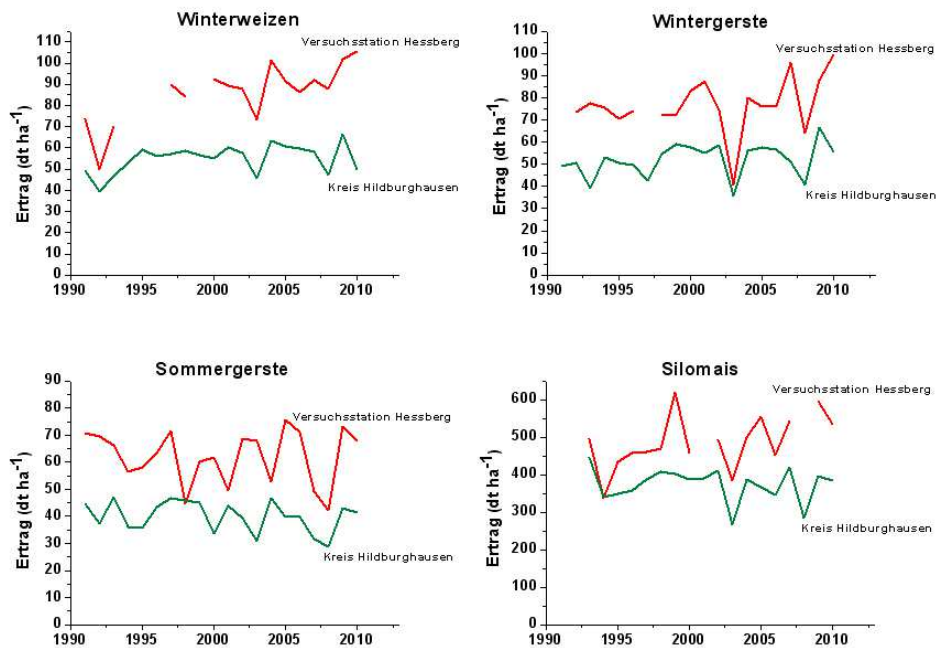 Winterweizen
Versuchsstation Hessberg
Kreis Hildburghausen
Ertrag (dt ha⁻¹)
110
100
90
80
70
60
50
40
30
20
10
0
1990 1995 2000 2005 2010
Wintergerste
Versuchsstation Hessberg
Kreis Hildburghausen
Ertrag (dt ha⁻¹)
110
100
90
80
70
60
50
40
30
20
10
0
1990 1995 2000 2005 2010
Sommergerste
Versuchsstation Hessberg
Kreis Hildburghausen
Ertrag (dt ha⁻¹)
90
80
70
60
50
40
30
20
10
0
1990 1995 2000 2005 2010
Silomais
Versuchsstation Hessberg
Kreis Hildburghausen
Ertrag (dt ha⁻¹)
600
500
400
300
200
100
0
1990 1995 2000 2005 2010